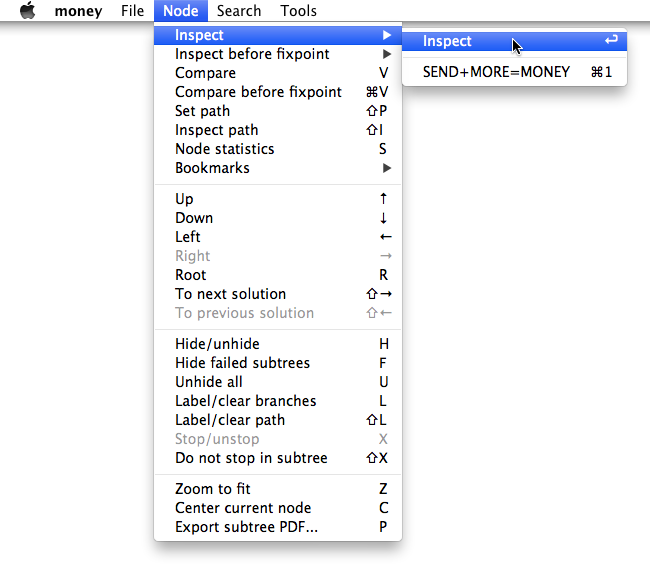 money File Node Search Tools
Inspect ▶
Inspect ↩
Inspect before fixpoint ▶
SEND+MORE=MONEY ⌘1
Compare V
Compare before fixpoint ⌘V
Set path ⇧P
Inspect path ⇧I
Node statistics S
Bookmarks ▶
Up ↑
Down ↓
Left ←
Right →
Root R
To next solution ⇧→
To previous solution ⇧←
Hide/unhide H
Hide failed subtrees F
Unhide all U
Label/clear branches L
Label/clear path ⇧L
Stop/unstop X
Do not stop in subtree ⇧X
Zoom to fit Z
Center current node C
Export subtree PDF... P